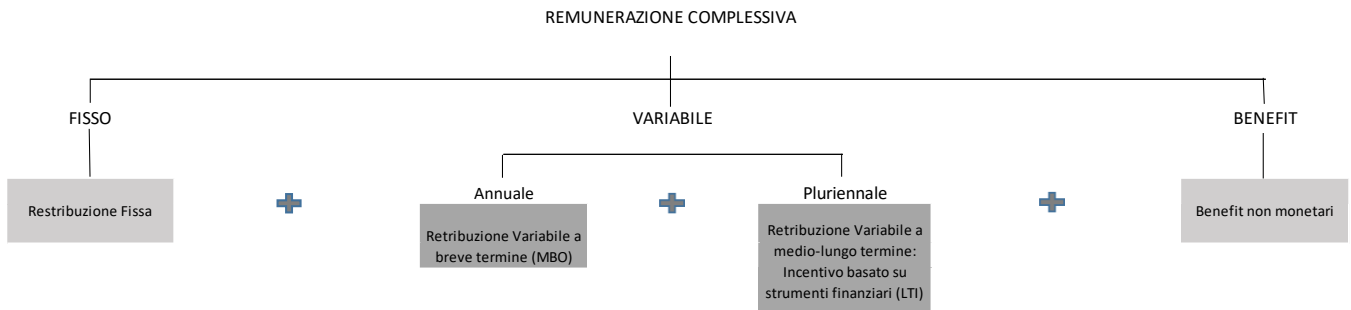 REMUNERAZIONE COMPLESSIVA
FISSO
VARIABILE
BENEFIT
Restribuzione Fissa
Annuale
Retribuzione Variabile a
breve termine (MBO)
Pluriennale
Retribuzione Variabile a
medio-lungo termine:
Incentivo basato su
strumenti finanziari (LTI)
Benefit non monetari